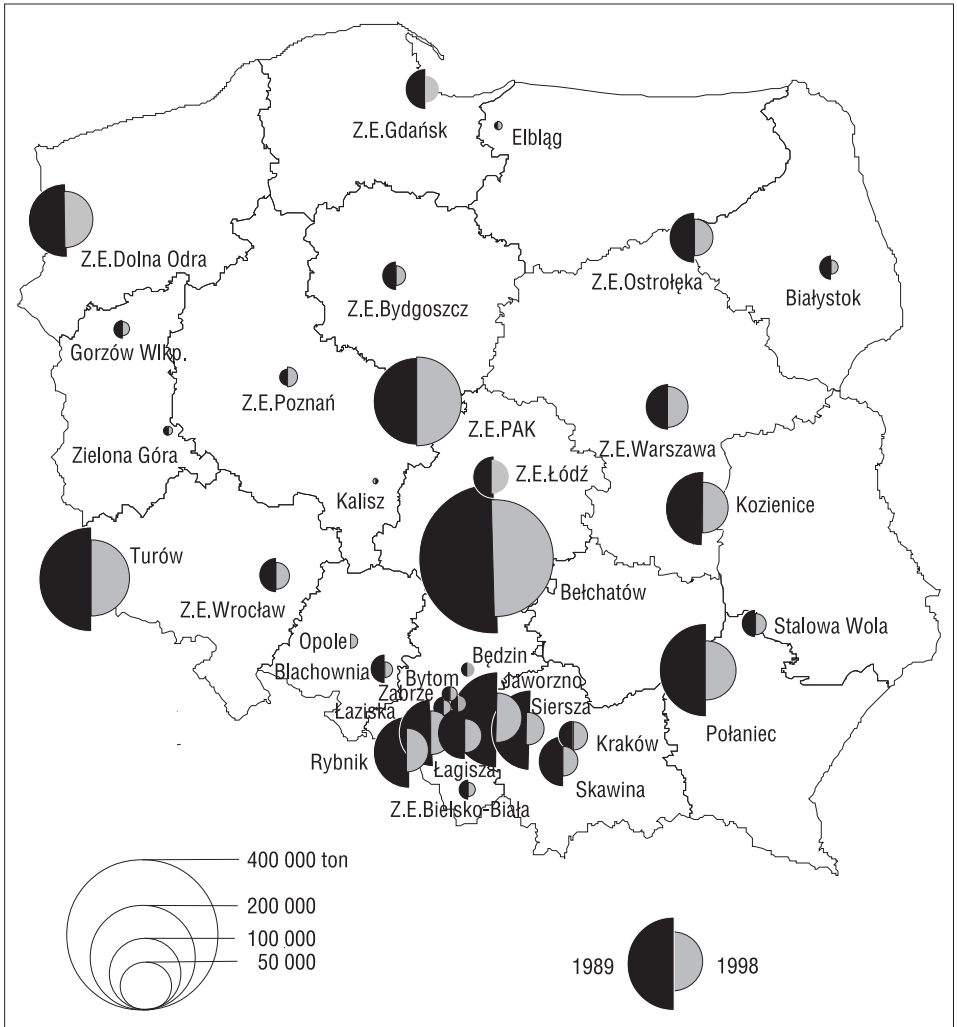 Z.E.Gdańsk
Elbląg
Z.E.Dolna Odra
Z.E.Ostrołęka
Z.E.Bydgoszcz
Białystok
Gorzów Wlkp.
Z.E.Poznań
Z.E.PAK
Z.E.Warszawa
Zielona Góra
Z.E.Łódź
Kalisz
Kozienice
Turów
Z.E.Wrocław
Bełchatów
Opole
Stalowa Wola
Blachownia
Będzin
Bytom
Jaworzno
Zabrze
Siersza
Łaziska
Kraków
Połaniec
Rybnik
Łagisza
Skawina
Z.E.Bielsko-Biała
400 000 ton
200 000
100 000
50 000
1989
1998